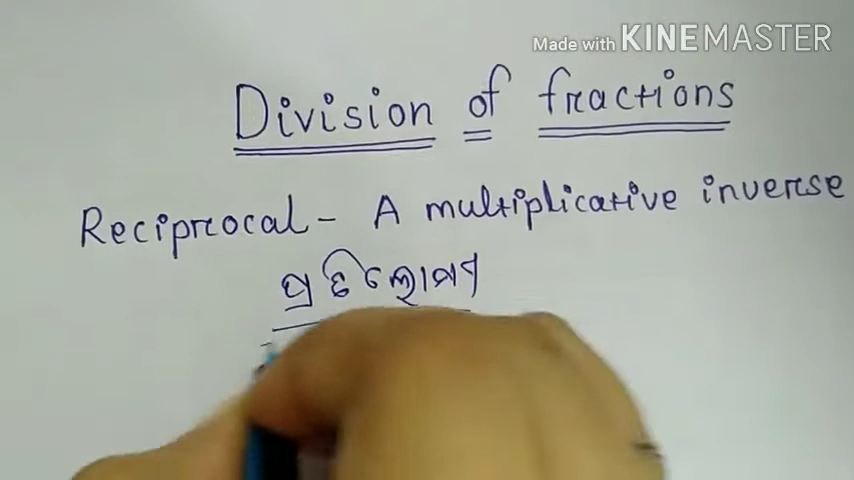 Made with KINEMASTER
Division of fractions
Reciprocal - A multiplicative inverse
ପ୍ରତିଲୋମୀ